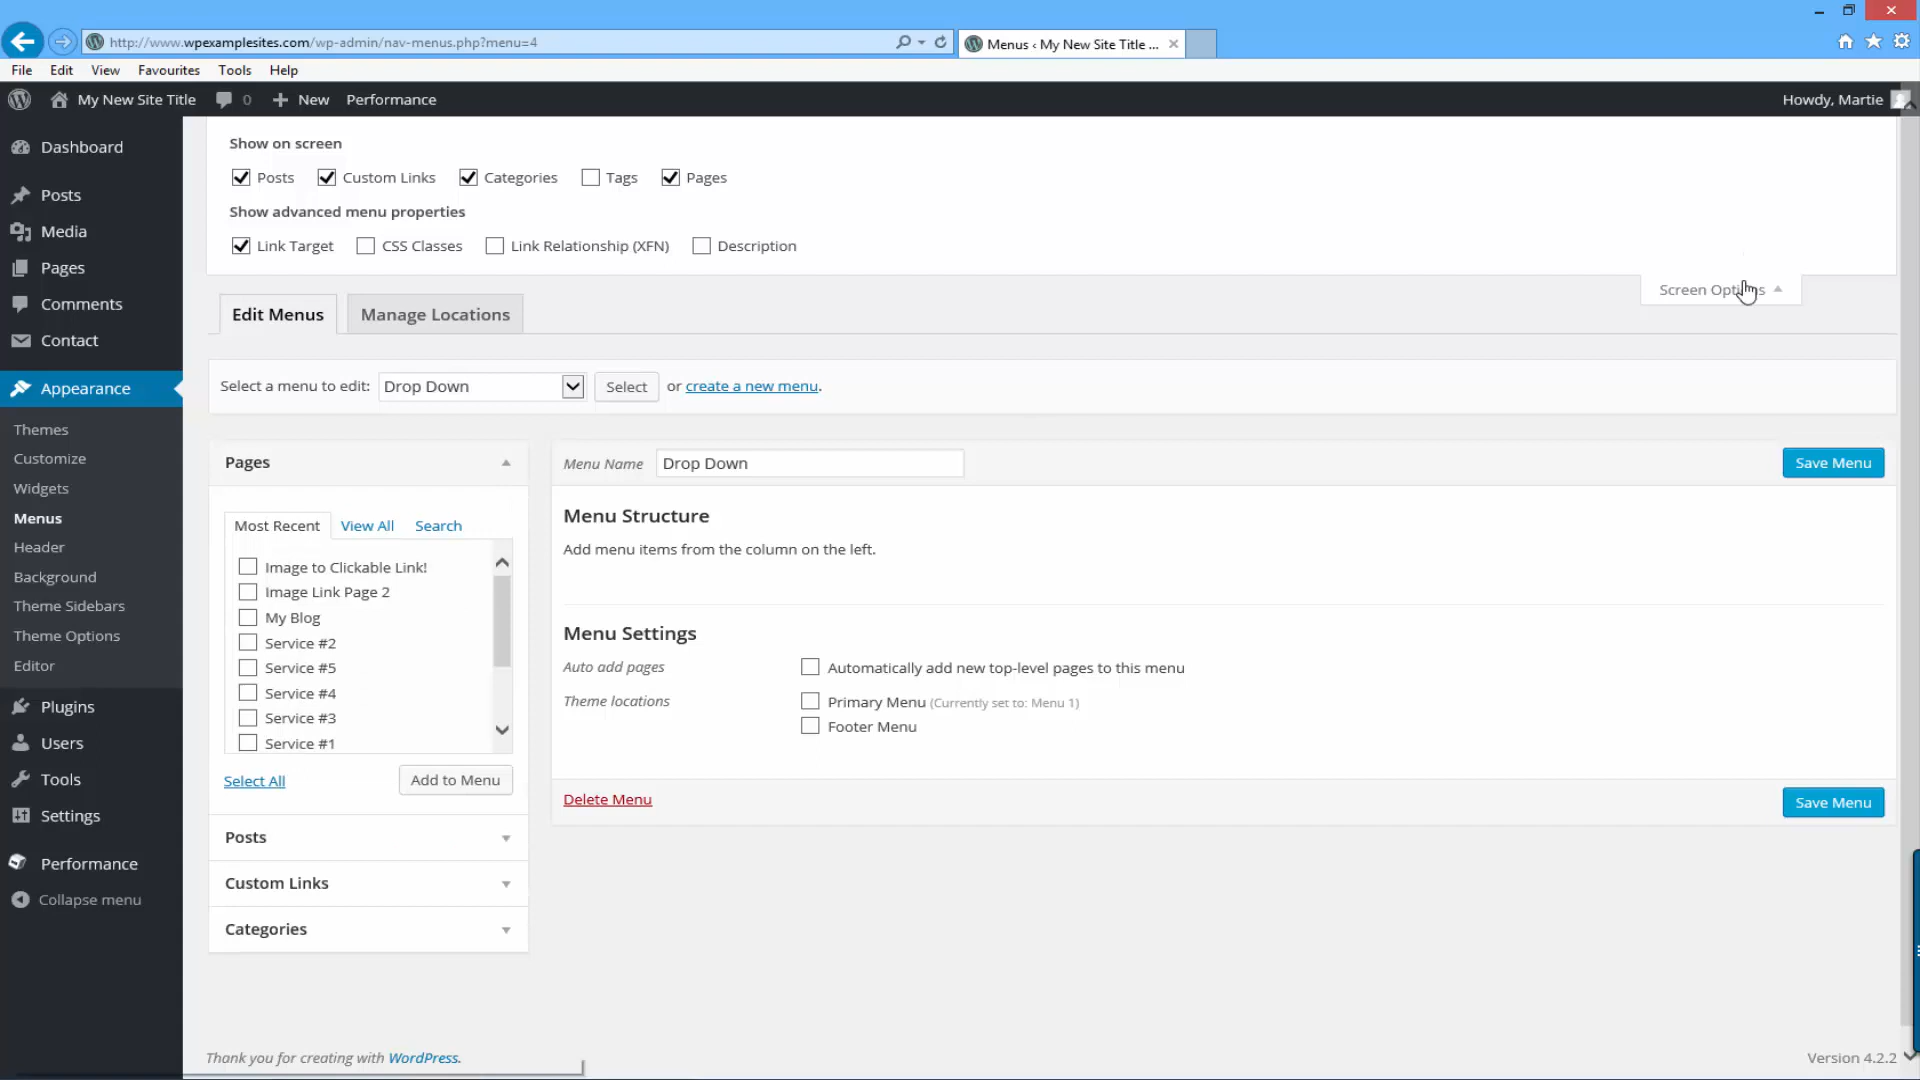 http://www.wpexamplesites.com/wp-admin/nav-menus.php?menu=4
Menus ‹ My New Site Title ...
File Edit View Favourites Tools Help
My New Site Title 0 New Performance
Howdy, Martie
Dashboard
Posts
Media
Pages
Comments
Contact
Appearance
Themes
Customize
Widgets
Menus
Header
Background
Theme Sidebars
Theme Options
Editor
Plugins
Users
Tools
Settings
Performance
Collapse menu
Show on screen
Posts Custom Links Categories Tags Pages
Show advanced menu properties
Link Target CSS Classes Link Relationship (XFN) Description
Screen Options
Edit Menus Manage Locations
Select a menu to edit: Drop Down Select or create a new menu.
Pages
Most Recent View All Search
Image to Clickable Link!
Image Link Page 2
My Blog
Service #2
Service #5
Service #4
Service #3
Service #1
Select All Add to Menu
Posts
Custom Links
Categories
Menu Name Drop Down Save Menu
Menu Structure
Add menu items from the column on the left.
Menu Settings
Auto add pages Automatically add new top-level pages to this menu
Theme locations Primary Menu (Currently set to: Menu 1)
Footer Menu
Delete Menu Save Menu
Thank you for creating with WordPress.
Version 4.2.2